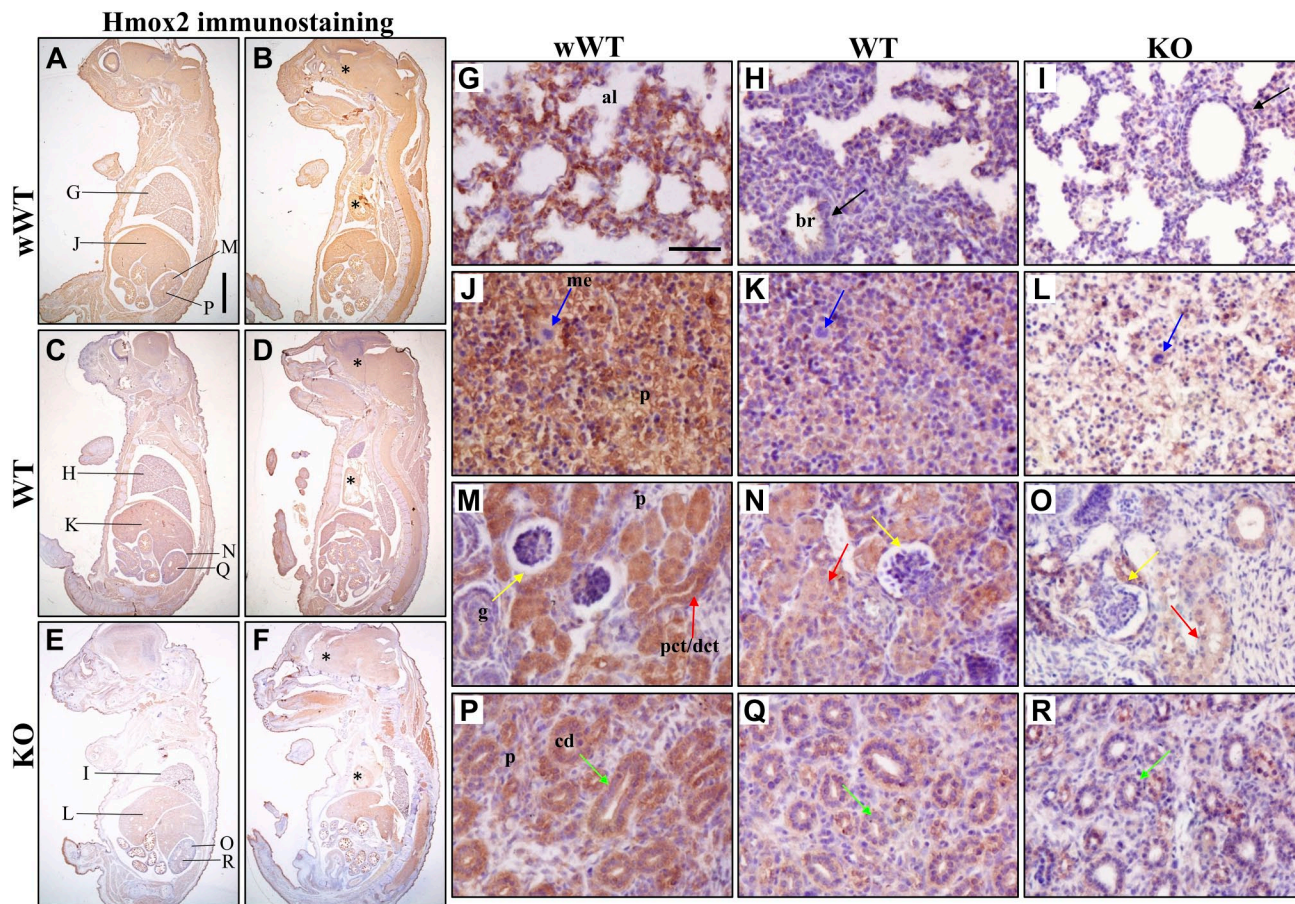 Hmox2 immunostaining
wWT WT KO
A B G al H I
* br
G *
J M
P
wWT
J me K L
p
C D
*
H *
K N
Q
WT
M p N O
g
pct/dct
E F
*
I *
L O
R
KO
P cd Q R
p